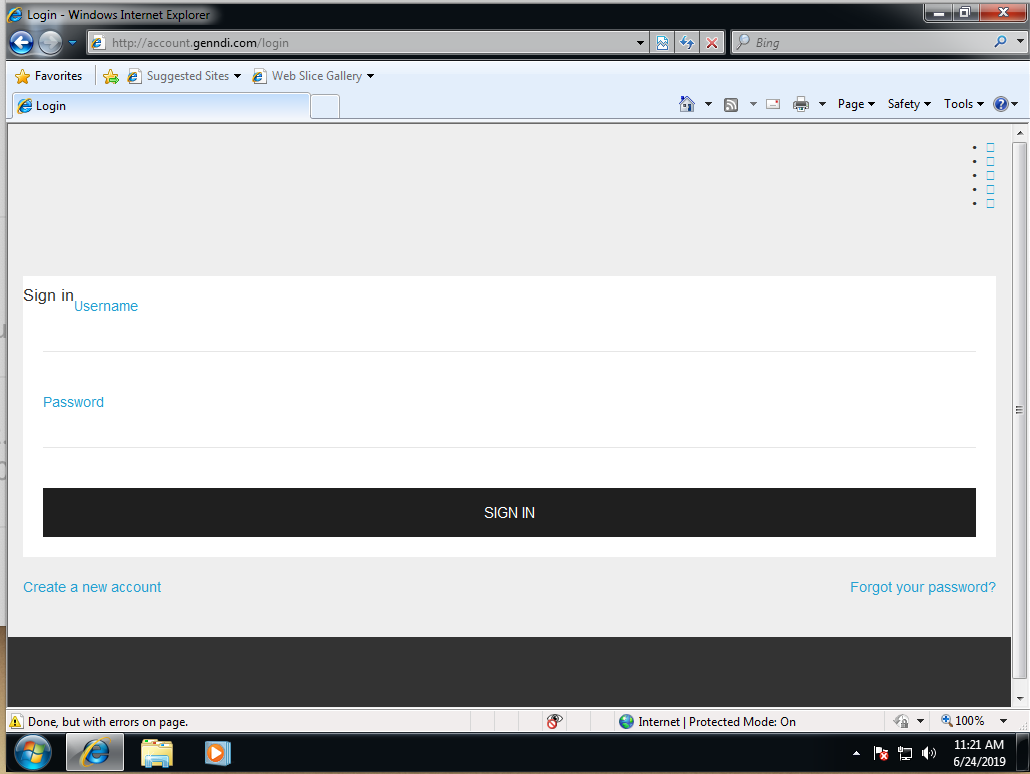 Login - Windows Internet Explorer
http://account.genndi.com/login
Bing
Favorites
Suggested Sites
Web Slice Gallery
Login
Page
Safety
Tools
Sign in
Username
Password
SIGN IN
Create a new account
Forgot your password?
Done, but with errors on page.
Internet | Protected Mode: On
100%
11:21 AM
6/24/2019